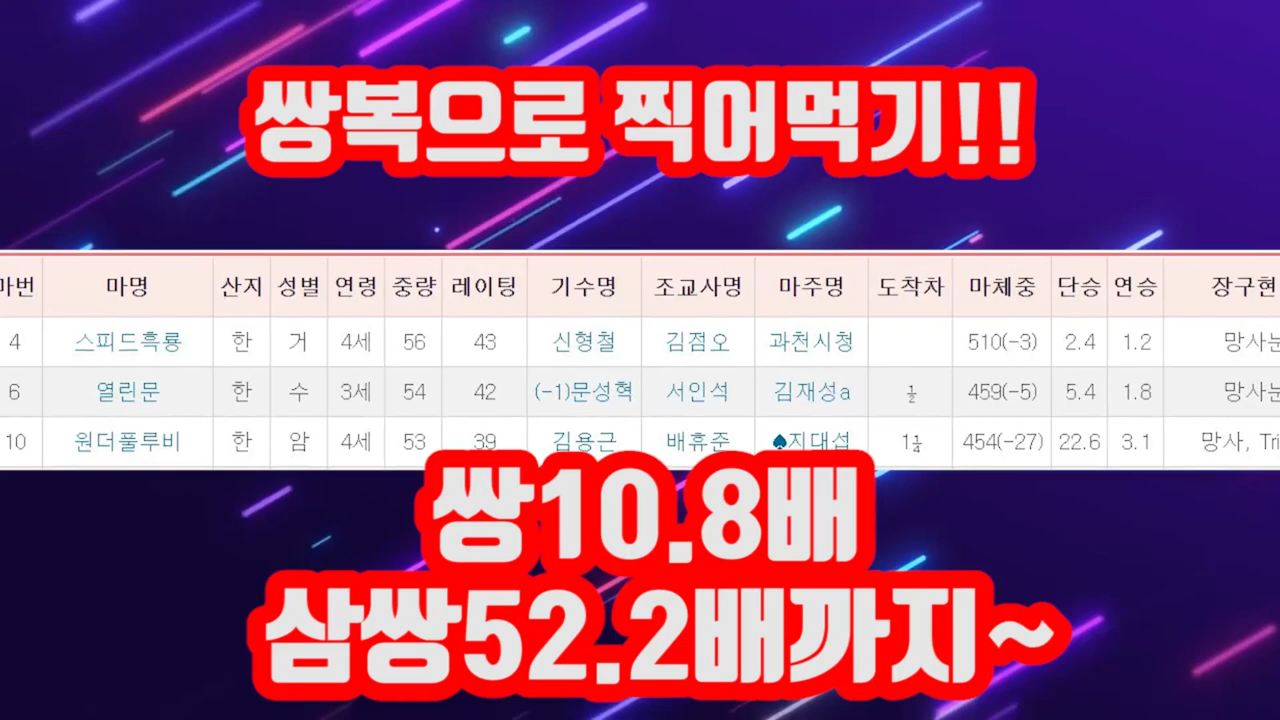 쌍복으로 찍어먹기!!
마번 마명 산지 성별 연령 중량 레이팅 기수명 조교사명 마주명 도착차 마체중 단승 연승 장구현
4 스피드흑룡 한 거 4세 56 43 신형철 김점오 과천시청 510(-3) 2.4 1.2 망사눈
6 열린문 한 수 3세 54 42 (-1)문성혁 서인석 김재성a ½ 459(-5) 5.4 1.8 망사눈
10 원더풀루비 한 암 4세 53 39 김용근 배휴준 ♠지대섭 1¼ 454(-27) 22.6 3.1 망사, Tri
쌍10.8배
삼쌍52.2배까지~